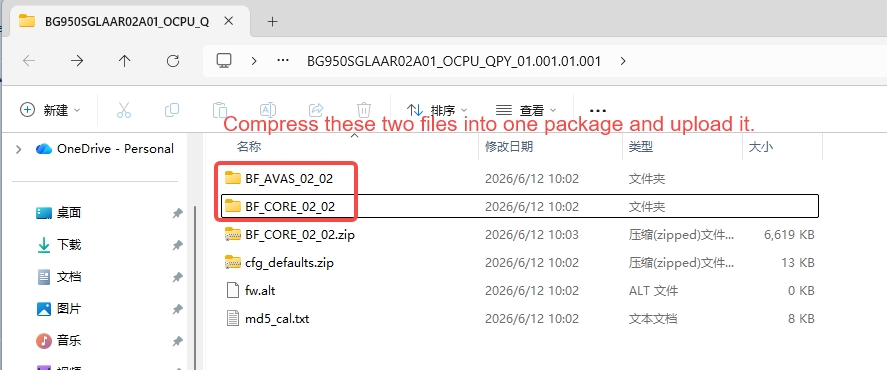 BG950SGLAAR02A01_OCPU_Q
BG950SGLAAR02A01_OCPU_QPY_01.001.01.001
新建
排序
查看
Compress these two files into one package and upload it.
OneDrive - Personal
名称 修改日期 类型 大小
BF_AVAS_02_02 2026/6/12 10:02 文件夹
桌面
BF_CORE_02_02 2026/6/12 10:02 文件夹
下载
BF_CORE_02_02.zip 2026/6/12 10:03 压缩(zipped)文件... 6,619 KB
文档
cfg_defaults.zip 2026/6/12 10:02 压缩(zipped)文件... 13 KB
图片
fw.alt 2026/6/12 10:02 ALT 文件 0 KB
音乐
md5_cal.txt 2026/6/12 10:02 文本文档 8 KB